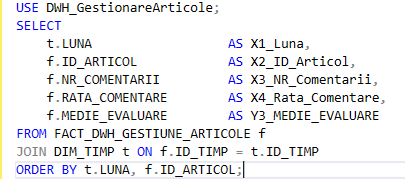 USE DWH_GestionareArticole;
SELECT
t.LUNA AS X1_Luna,
f.ID_ARTICOL AS X2_ID_Articol,
f.NR_COMENTARII AS X3_NR_Comentarii,
f.RATA_COMENTARE AS X4_Rata_Comentare,
f.MEDIE_EVALUARE AS Y3_MEDIE_EVALUARE
FROM FACT_DWH_GESTIUNE_ARTICOLE f
JOIN DIM_TIMP t ON f.ID_TIMP = t.ID_TIMP
ORDER BY t.LUNA, f.ID_ARTICOL;